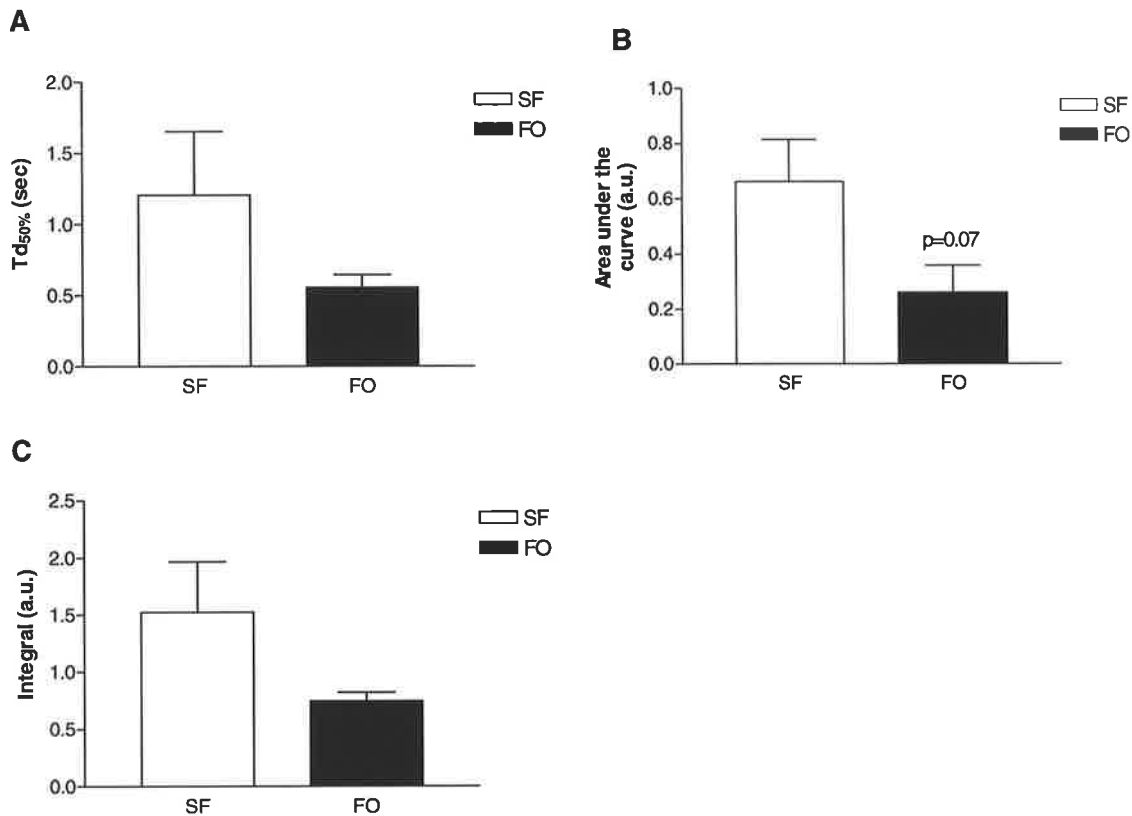 A
2.0
1.5
1.0
0.5
0.0
Td50% (sec)
SF
FO
SF
FO
B
1.0
0.8
0.6
0.4
0.2
0.0
Area under the
curve (a.u.)
p=0.07
SF
FO
SF
FO
C
2.5
2.0
1.5
1.0
0.5
0.0
Integral (a.u.)
SF
FO
SF
FO